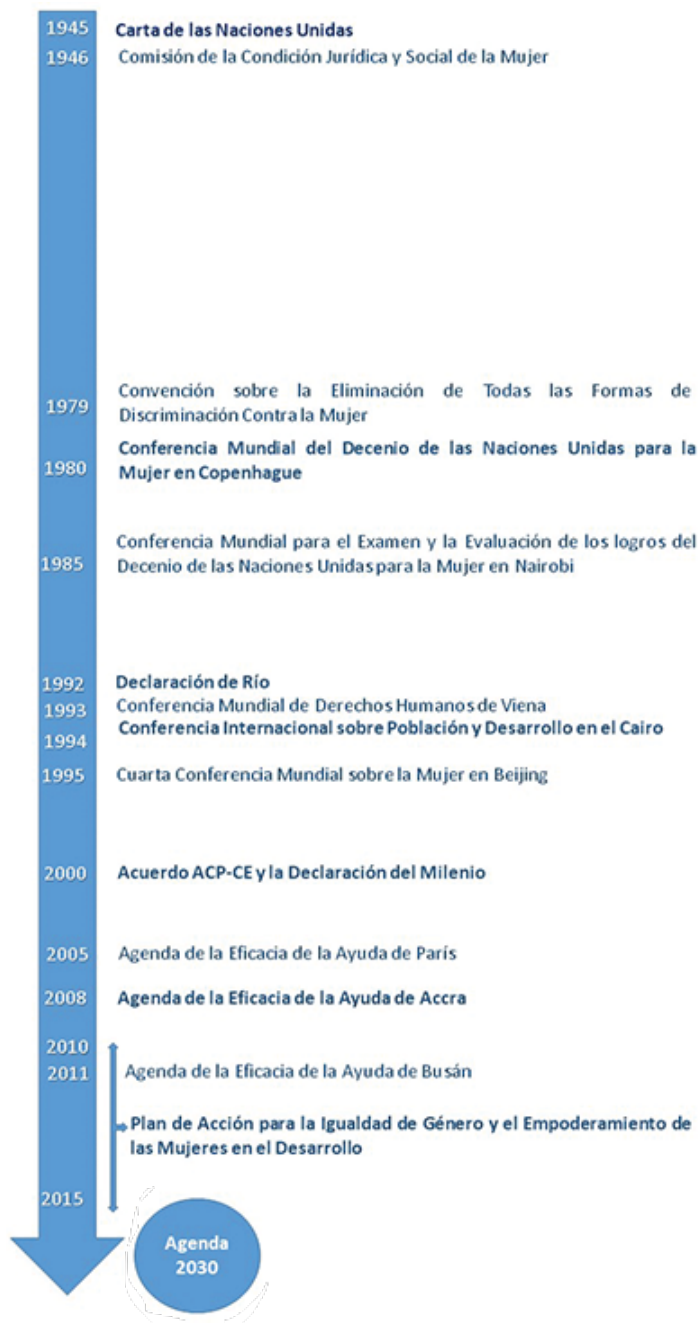 1945 Carta de las Naciones Unidas
1946 Comisión de la Condición Jurídica y Social de la Mujer
1979 Convención sobre la Eliminación de Todas las Formas de
Discriminación Contra la Mujer
1980 Conferencia Mundial del Decenio de las Naciones Unidas para la
Mujer en Copenhague
1985 Conferencia Mundial para el Examen y la Evaluación de los logros del
Decenio de las Naciones Unidas para la Mujer en Nairobi
1992 Declaración de Río
1993 Conferencia Mundial de Derechos Humanos de Viena
1994 Conferencia Internacional sobre Población y Desarrollo en el Cairo
1995 Cuarta Conferencia Mundial sobre la Mujer en Beijing
2000 Acuerdo ACP-CE y la Declaración del Milenio
2005 Agenda de la Eficacia de la Ayuda de París
2008 Agenda de la Eficacia de la Ayuda de Accra
2010
2011 Agenda de la Eficacia de la Ayuda de Busán
Plan de Acción para la Igualdad de Género y el Empoderamiento de
las Mujeres en el Desarrollo
2015
Agenda
2030